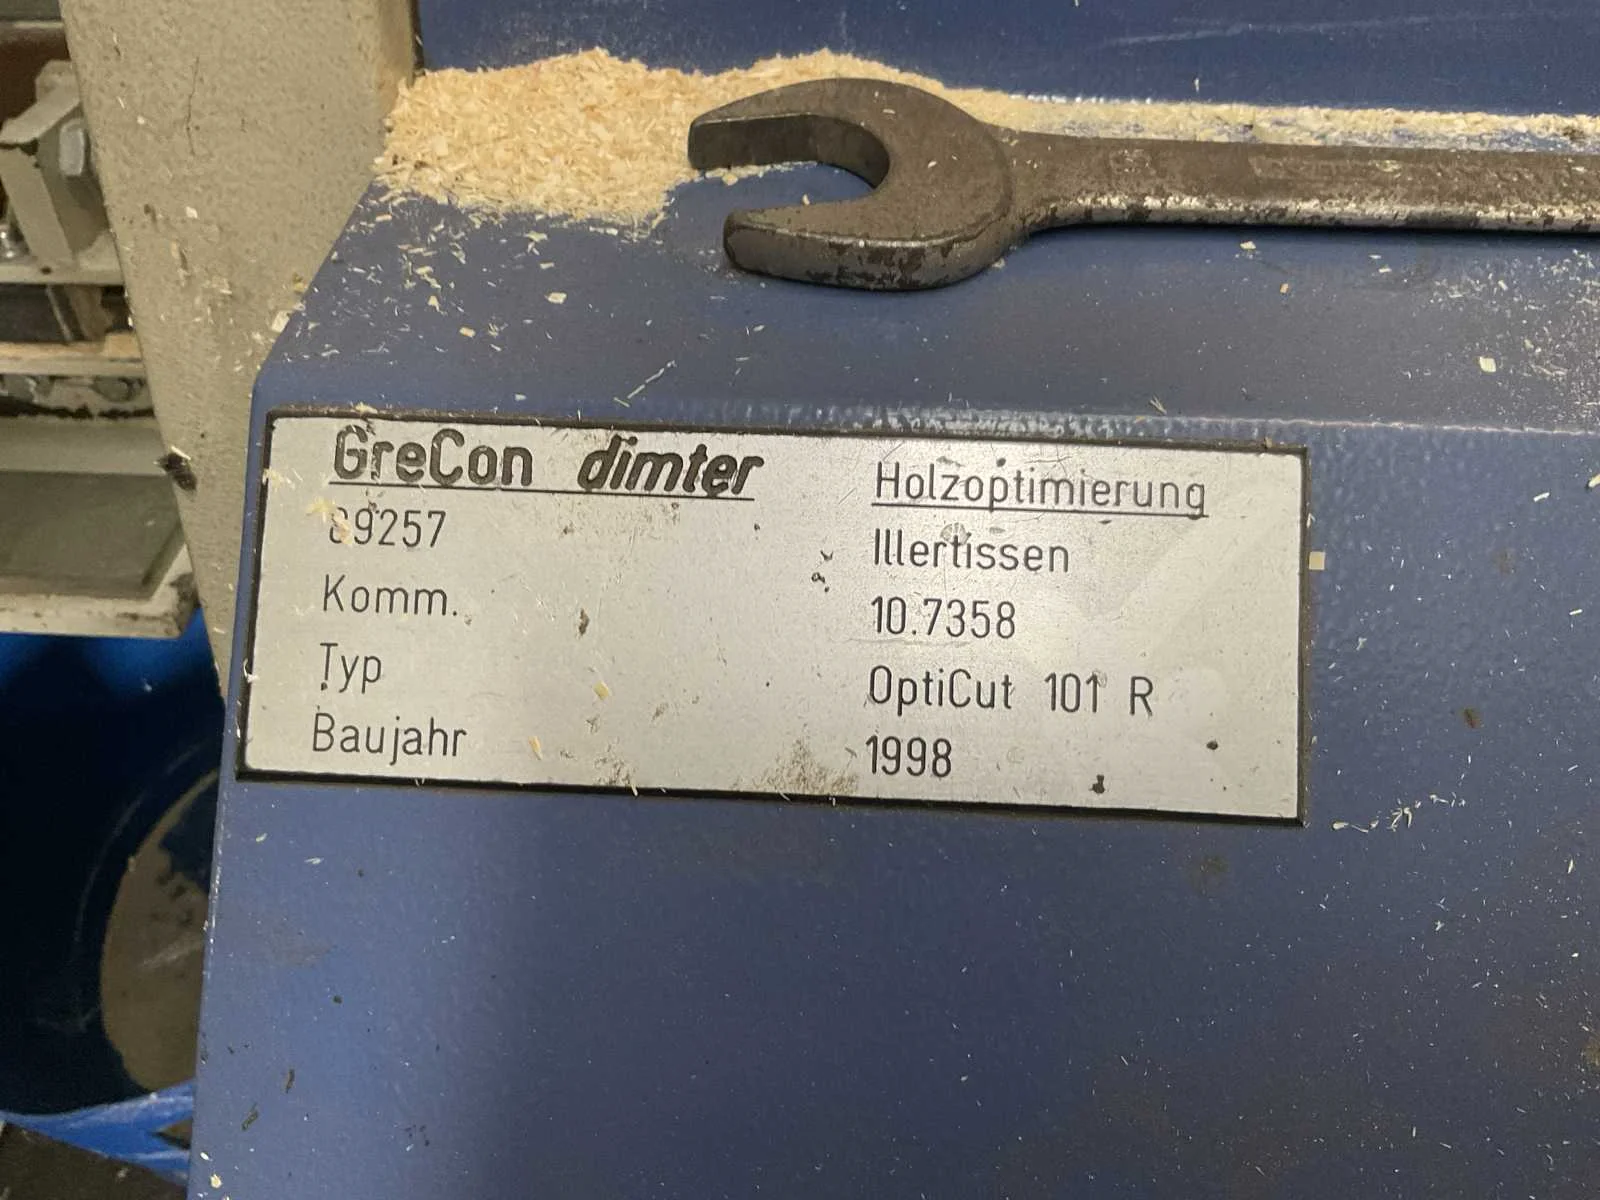 GreCon dimter Holzoptimierung
89257 Illertissen
Komm. 10.7358
Typ OptiCut 101 R
Baujahr 1998